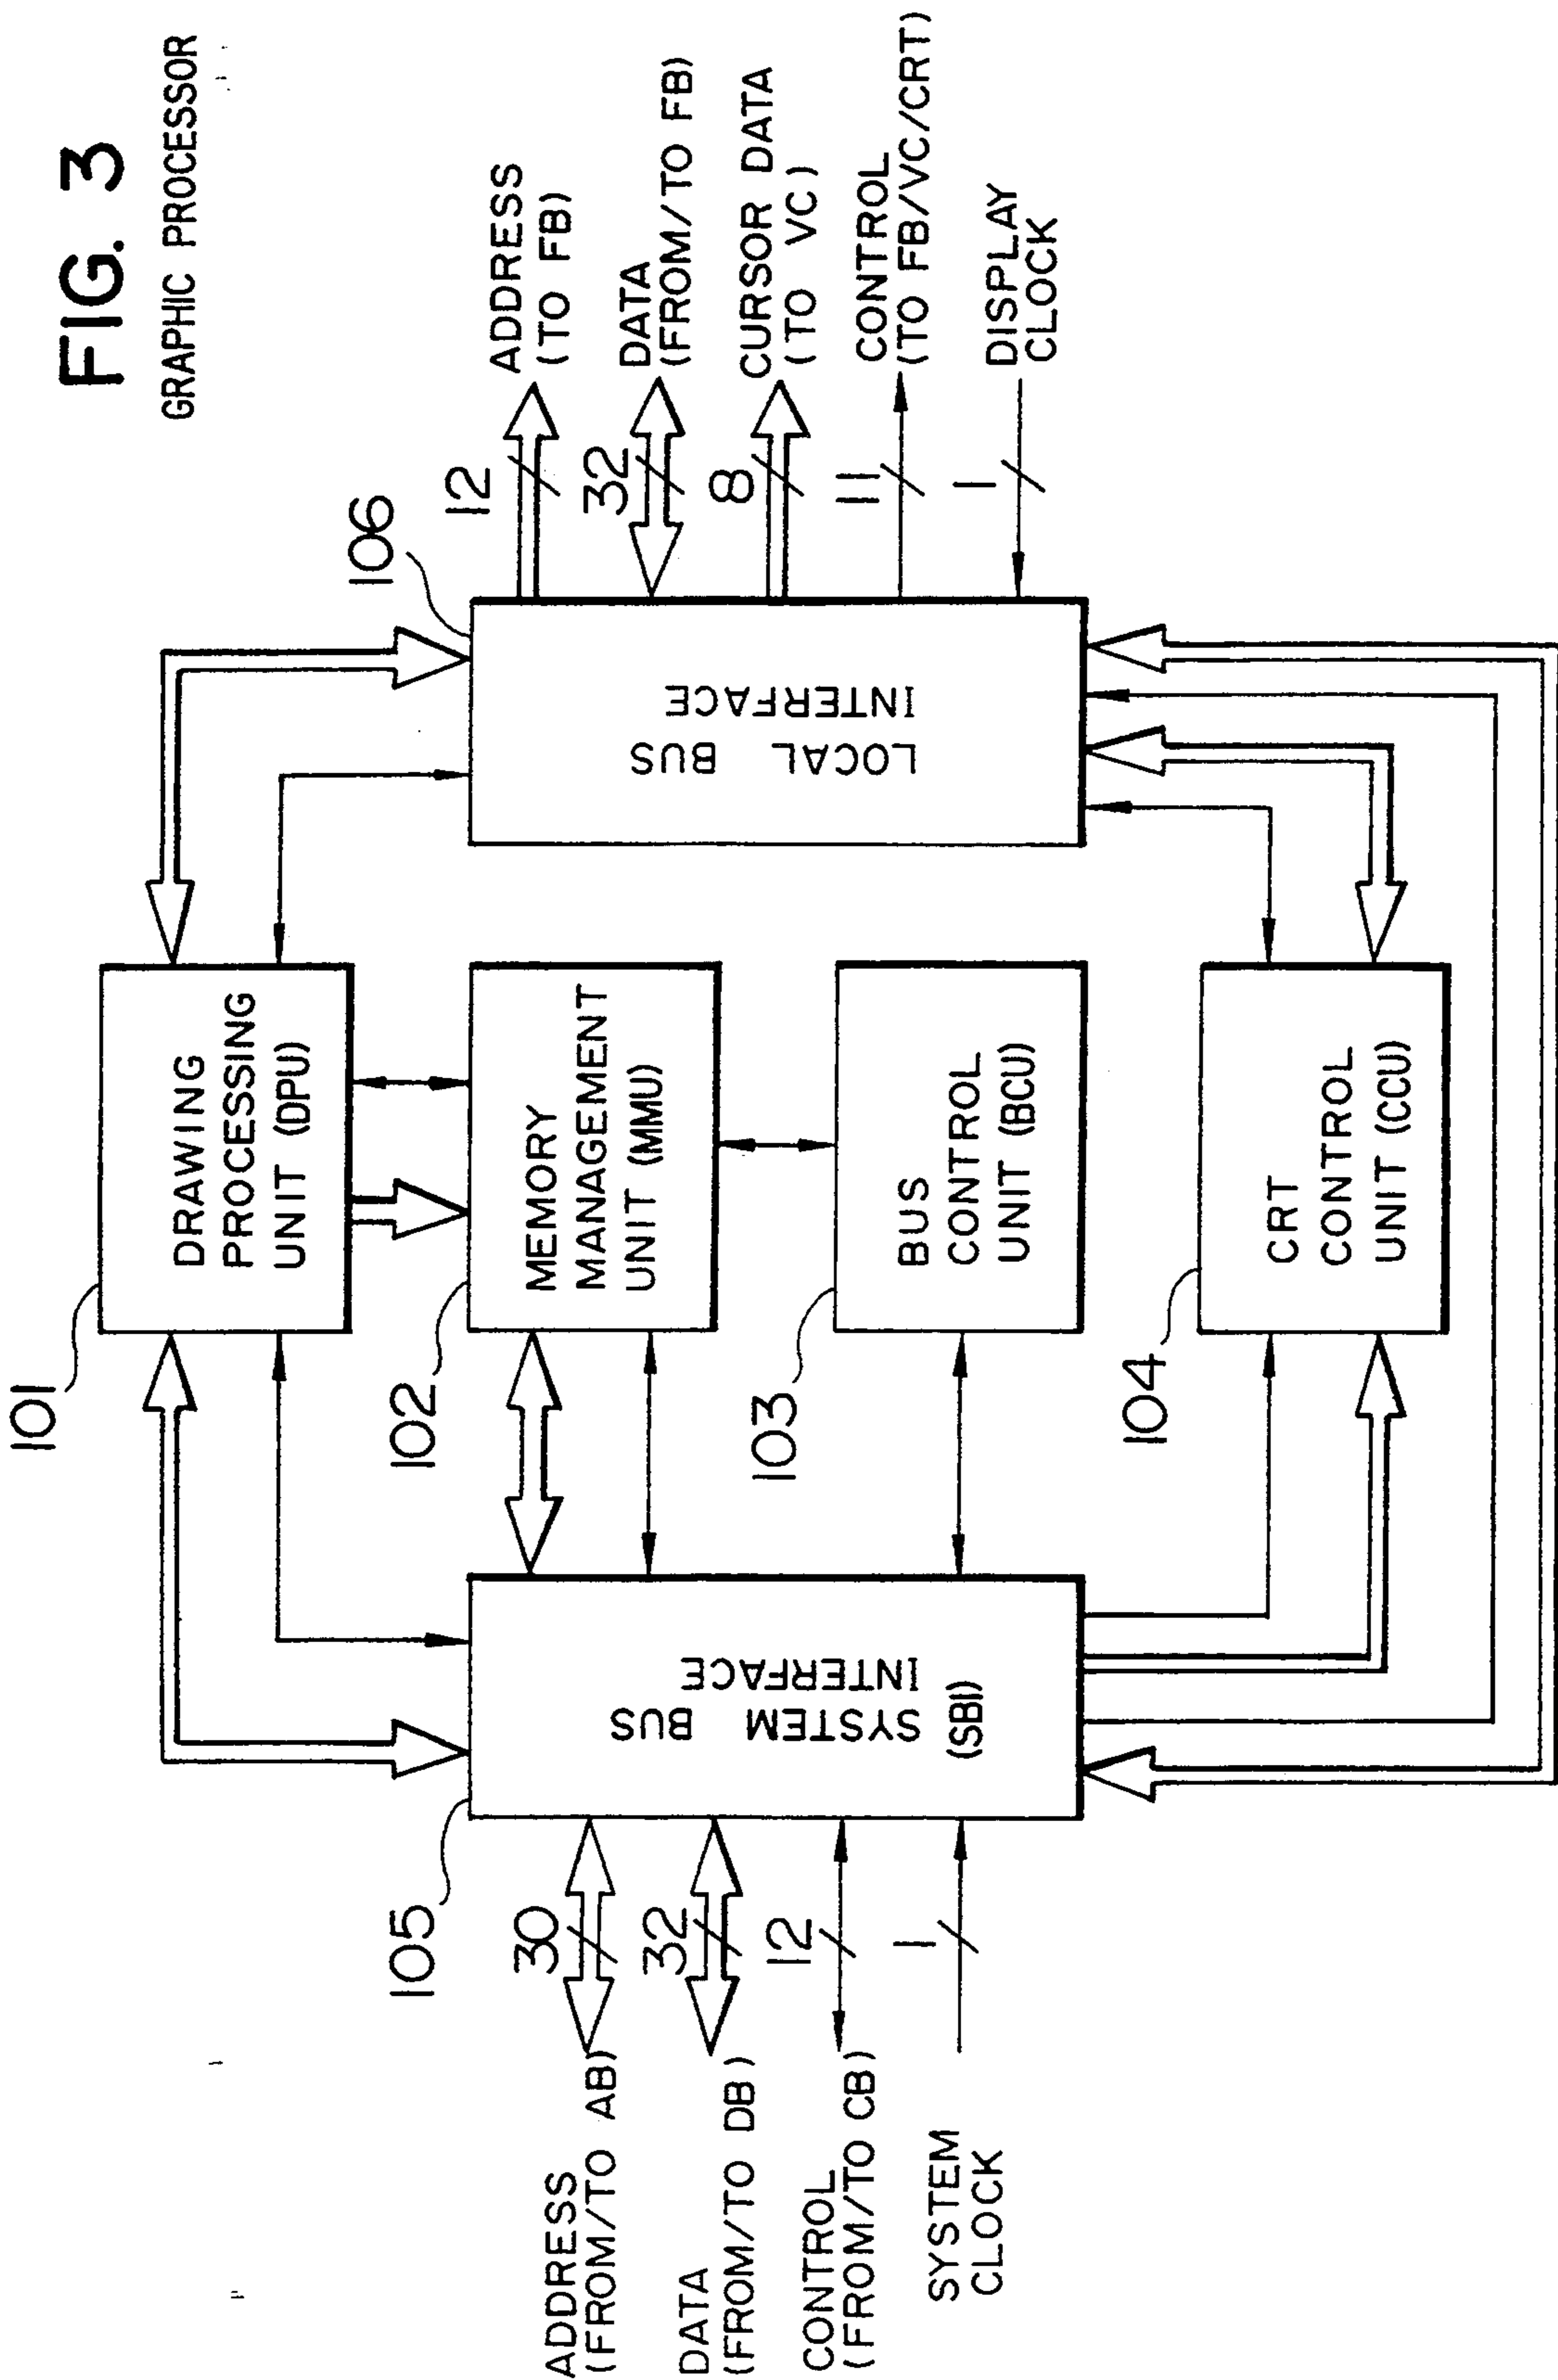 FIG. 3
GRAPHIC PROCESSOR
101
DRAWING
PROCESSING
UNIT (DPU)
102
MEMORY
MANAGEMENT
UNIT (MMU)
103
BUS
CONTROL
UNIT (BCU)
104
CRT
CONTROL
UNIT (CCU)
105
SYSTEM BUS
INTERFACE
(SBI)
106
LOCAL BUS
INTERFACE
ADDRESS
(FROM/TO AB)
30
DATA
(FROM/TO DB)
32
CONTROL
(FROM/TO CB)
12
SYSTEM
CLOCK
1
12
ADDRESS
(TO FB)
32
DATA
(FROM/TO FB)
8
CURSOR DATA
(TO VC)
11
CONTROL
(TO FB/VC/CRT)
1
DISPLAY
CLOCK